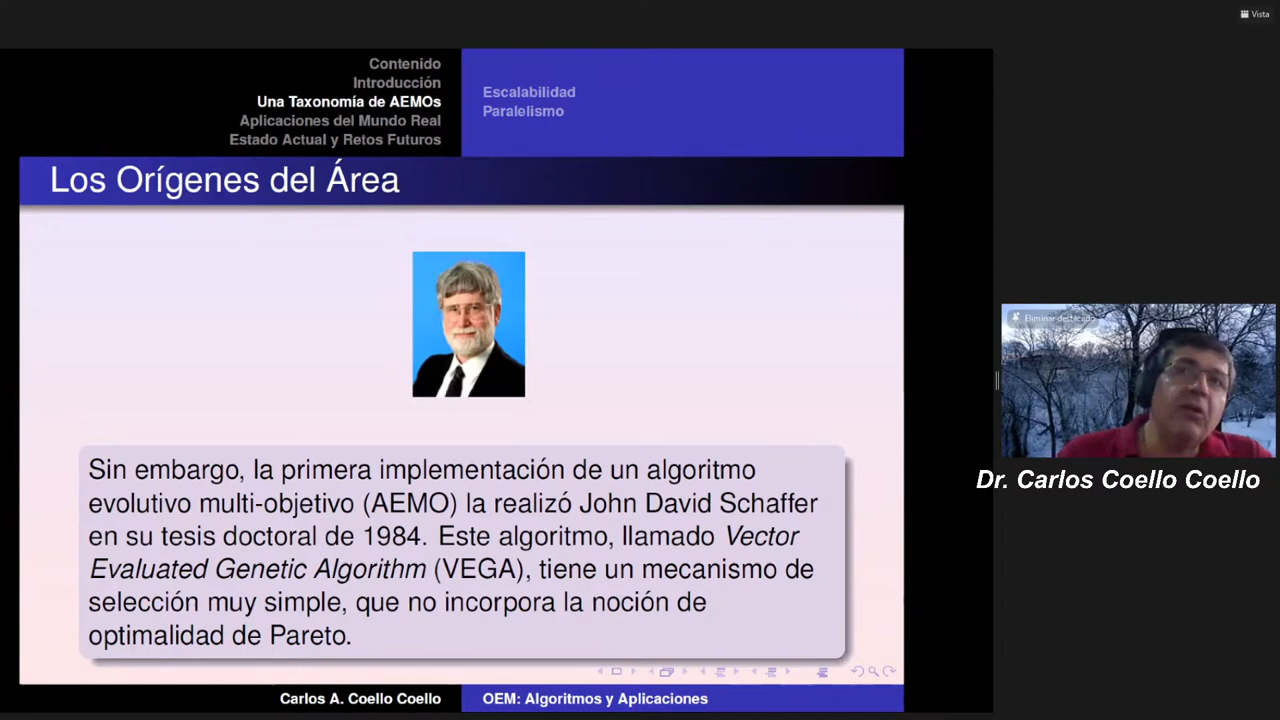 Vista
Contenido
Introducción
Una Taxonomía de AEMOs
Aplicaciones del Mundo Real
Estado Actual y Retos Futuros
Escalabilidad
Paralelismo
Los Orígenes del Área
Sin embargo, la primera implementación de un algoritmo
evolutivo multi-objetivo (AEMO) la realizó John David Schaffer
en su tesis doctoral de 1984. Este algoritmo, llamado Vector
Evaluated Genetic Algorithm (VEGA), tiene un mecanismo de
selección muy simple, que no incorpora la noción de
optimalidad de Pareto.
Carlos A. Coello Coello
OEM: Algoritmos y Aplicaciones
Eliminar destacado
Dr. Carlos Coello Coello